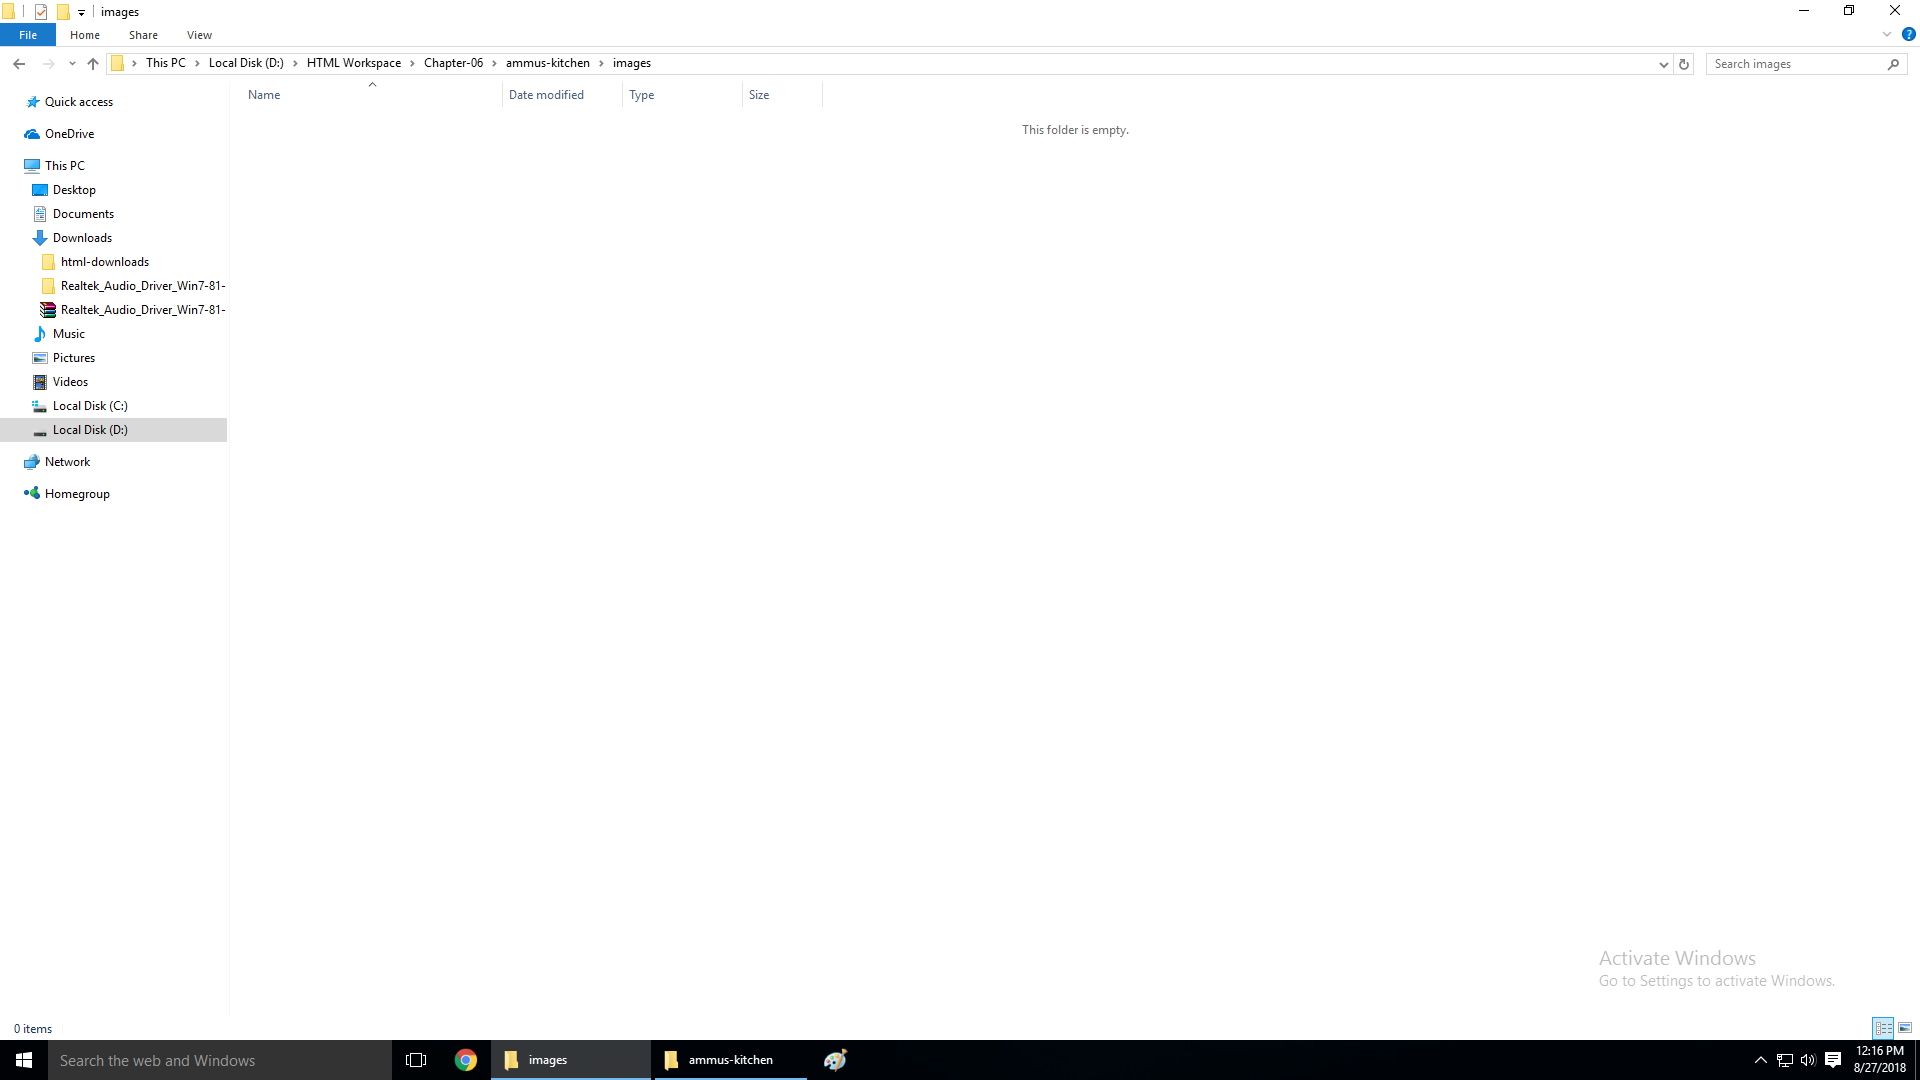 images
File Home Share View
This PC Local Disk (D:) HTML Workspace Chapter-06 ammus-kitchen images
Search images
Name Date modified Type Size
This folder is empty.
Quick access
OneDrive
This PC
Desktop
Documents
Downloads
html-downloads
Realtek_Audio_Driver_Win7-81-
Realtek_Audio_Driver_Win7-81-
Music
Pictures
Videos
Local Disk (C:)
Local Disk (D:)
Network
Homegroup
Activate Windows
Go to Settings to activate Windows.
0 items
Search the web and Windows
images
ammus-kitchen
12:16 PM
8/27/2018